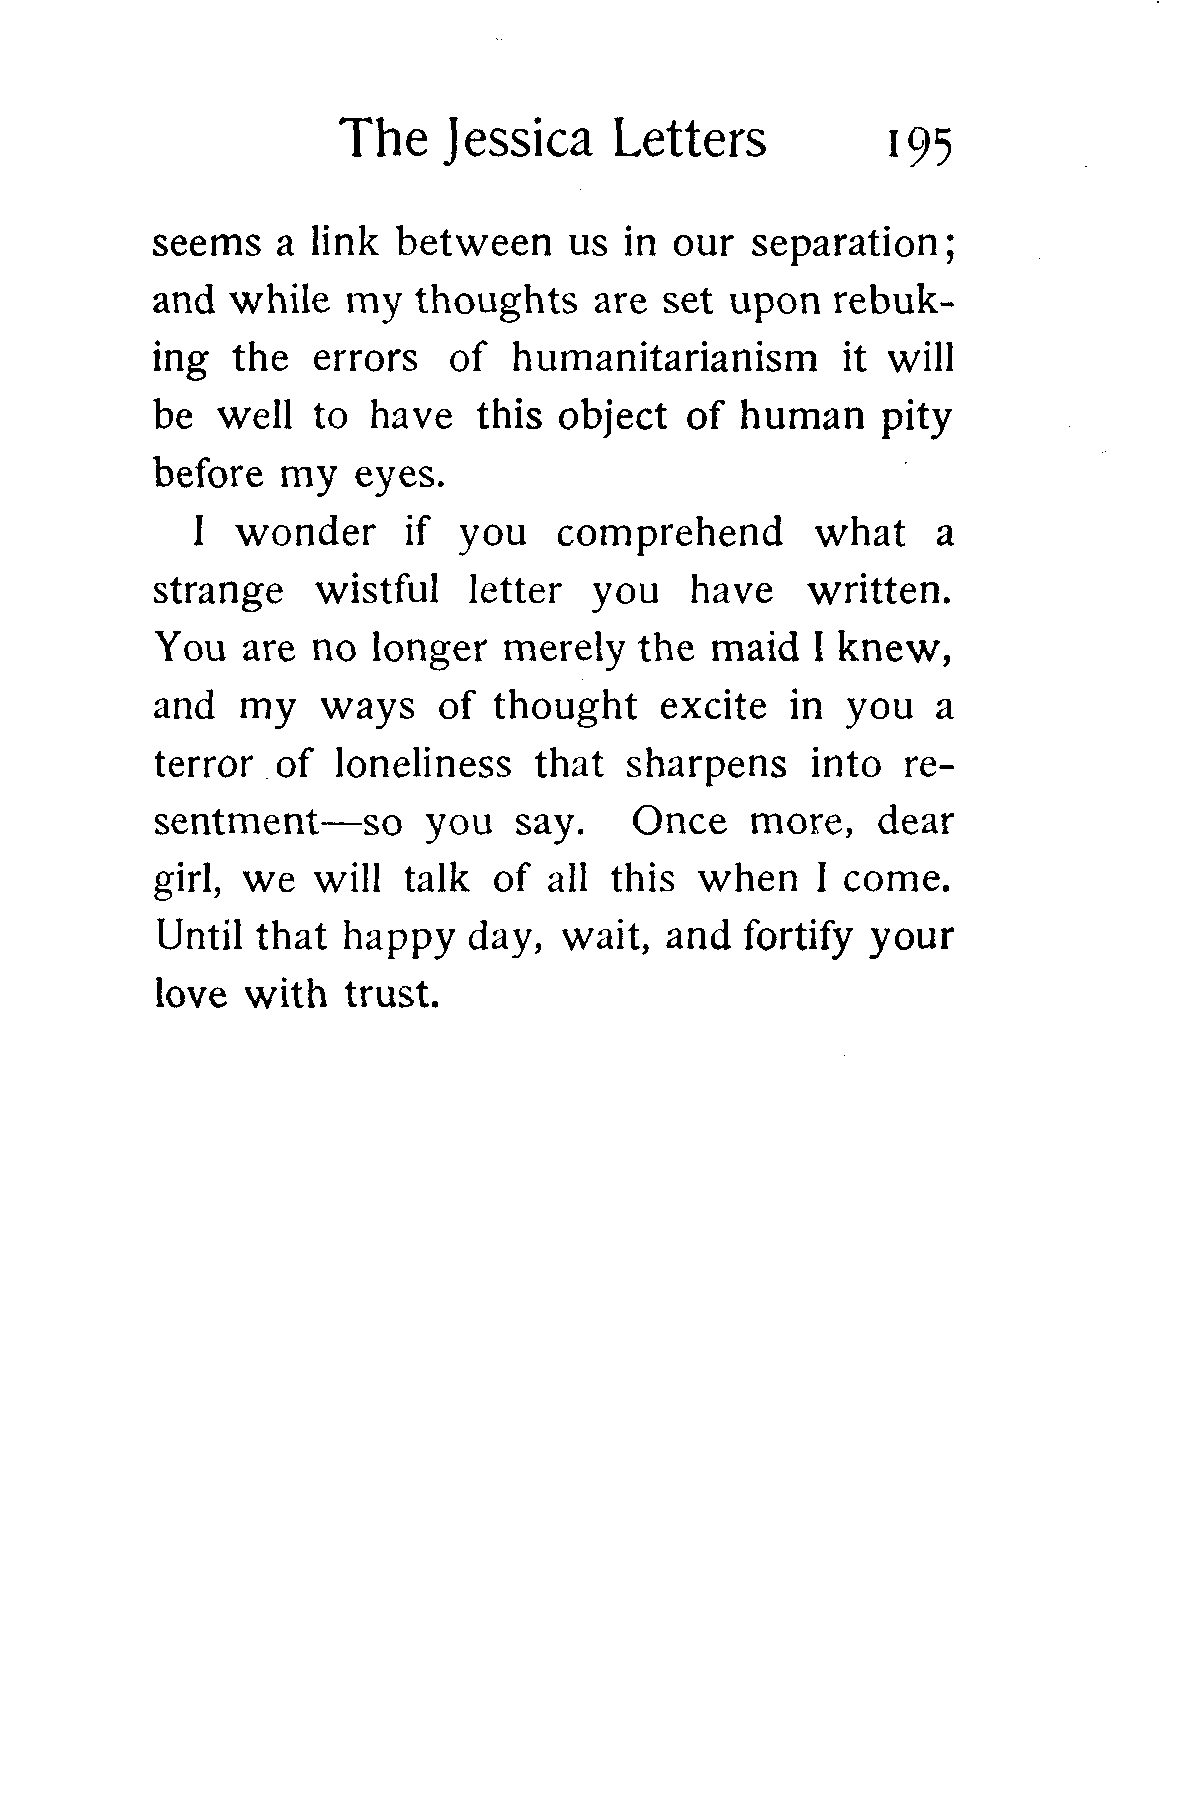 The Jessica Letters 195
seems a link between us in our separation;
and while my thoughts are set upon rebuk-
ing the errors of humanitarianism it will
be well to have this object of human pity
before my eyes.
I wonder if you comprehend what a
strange wistful letter you have written.
You are no longer merely the maid I knew,
and my ways of thought excite in you a
terror of loneliness that sharpens into re-
sentment—so you say. Once more, dear
girl, we will talk of all this when I come.
Until that happy day, wait, and fortify your
love with trust.